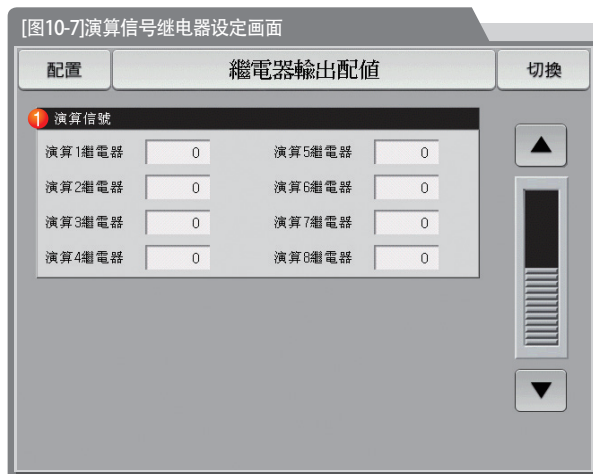 [图10-7]演算信号继电器设定画面
配置 繼電器輸出配値 切換
1 演算信號
演算1繼電器 0 演算5繼電器 0
演算2繼電器 0 演算6繼電器 0
演算3繼電器 0 演算7繼電器 0
演算4繼電器 0 演算8繼電器 0